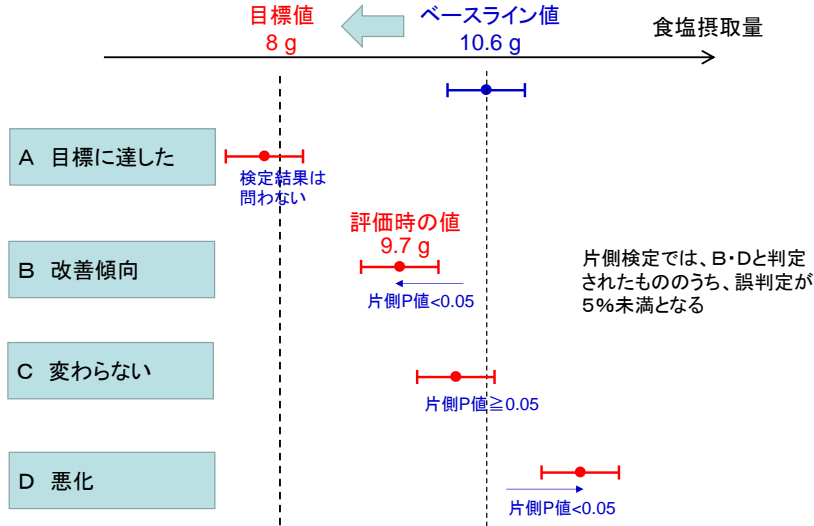 目標値
8 g
ベースライン値
10.6 g
食塩摂取量
A 目標に達した
検定結果は
問わない
評価時の値
9.7 g
B 改善傾向
片側P値<0.05
片側検定では、B・Dと判定
されたもののうち、誤判定が
5%未満となる
C 変わらない
片側P値≧0.05
D 悪化
片側P値<0.05